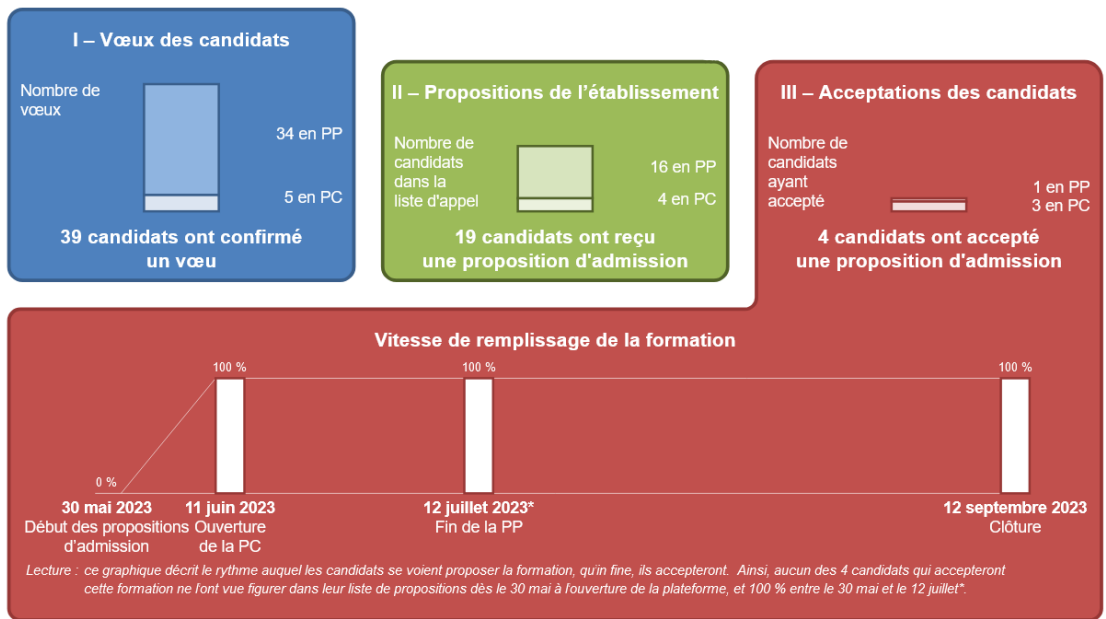 I – Vœux des candidats
Nombre de
vœux
34 en PP
5 en PC
39 candidats ont confirmé
un vœu
II – Propositions de l'établissement
Nombre de
candidats
dans la
liste d'appel
16 en PP
4 en PC
19 candidats ont reçu
une proposition d'admission
III – Acceptations des candidats
Nombre de
candidats
ayant
accepté
1 en PP
3 en PC
4 candidats ont accepté
une proposition d'admission
Vitesse de remplissage de la formation
0 %
100 %
100 %
100 %
30 mai 2023
Début des propositions
d'admission
11 juin 2023
Ouverture
de la PC
12 juillet 2023*
Fin de la PP
12 septembre 2023
Clôture
Lecture : ce graphique décrit le rythme auquel les candidats se voient proposer la formation, qu'in fine, ils accepteront. Ainsi, aucun des 4 candidats qui accepteront
cette formation ne l'ont vue figurer dans leur liste de propositions dès le 30 mai à l'ouverture de la plateforme, et 100 % entre le 30 mai et le 12 juillet*.